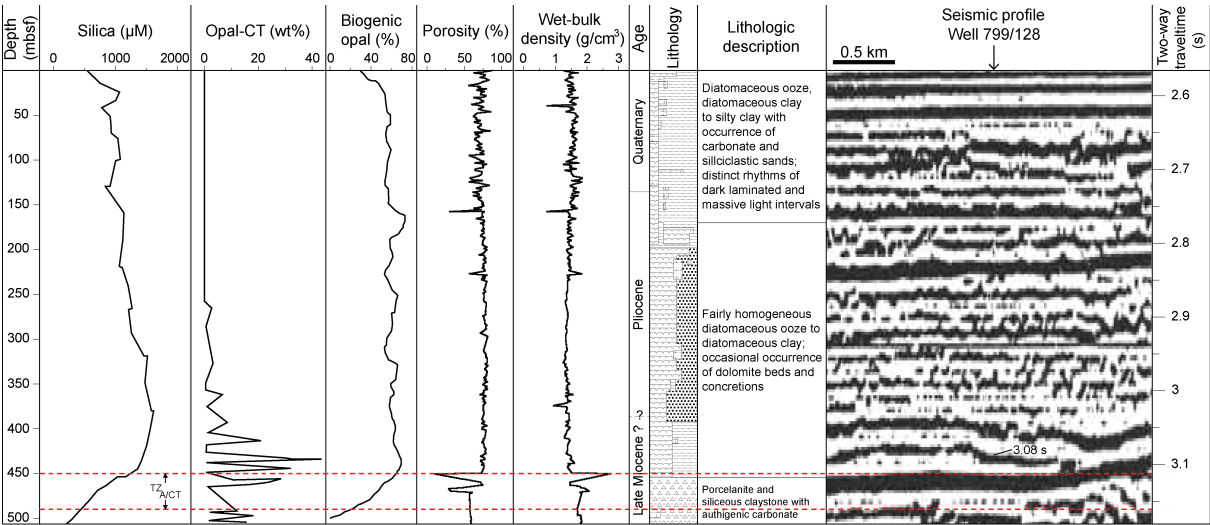 Depth (mbsf)
Silica (µM)
0 1000 2000
Opal-CT (wt%)
0 20 40
Biogenic
opal (%)
0 40 80
Porosity (%)
0 50 100
Wet-bulk
density (g/cm³)
0 1 2 3
Age
Lithology
Lithologic
description
Seismic profile
Well 799/128
0.5 km
Two-way
traveltime
(s)
50
100
150
200
250
300
350
400
450
500
TZ
A/CT
Quaternary
Pliocene
?
Late Miocene ?
Diatomaceous ooze,
diatomaceous clay
to silty clay with
occurrence of
carbonate and
sillciclastic sands;
distinct rhythms of
dark laminated and
massive light intervals
Fairly homogeneous
diatomaceous ooze to
diatomaceous clay;
occasional occurrence
of dolomite beds and
concretions
Porcelanite and
siliceous claystone with
authigenic carbonate
3.08 s
2.6
2.7
2.8
2.9
3
3.1